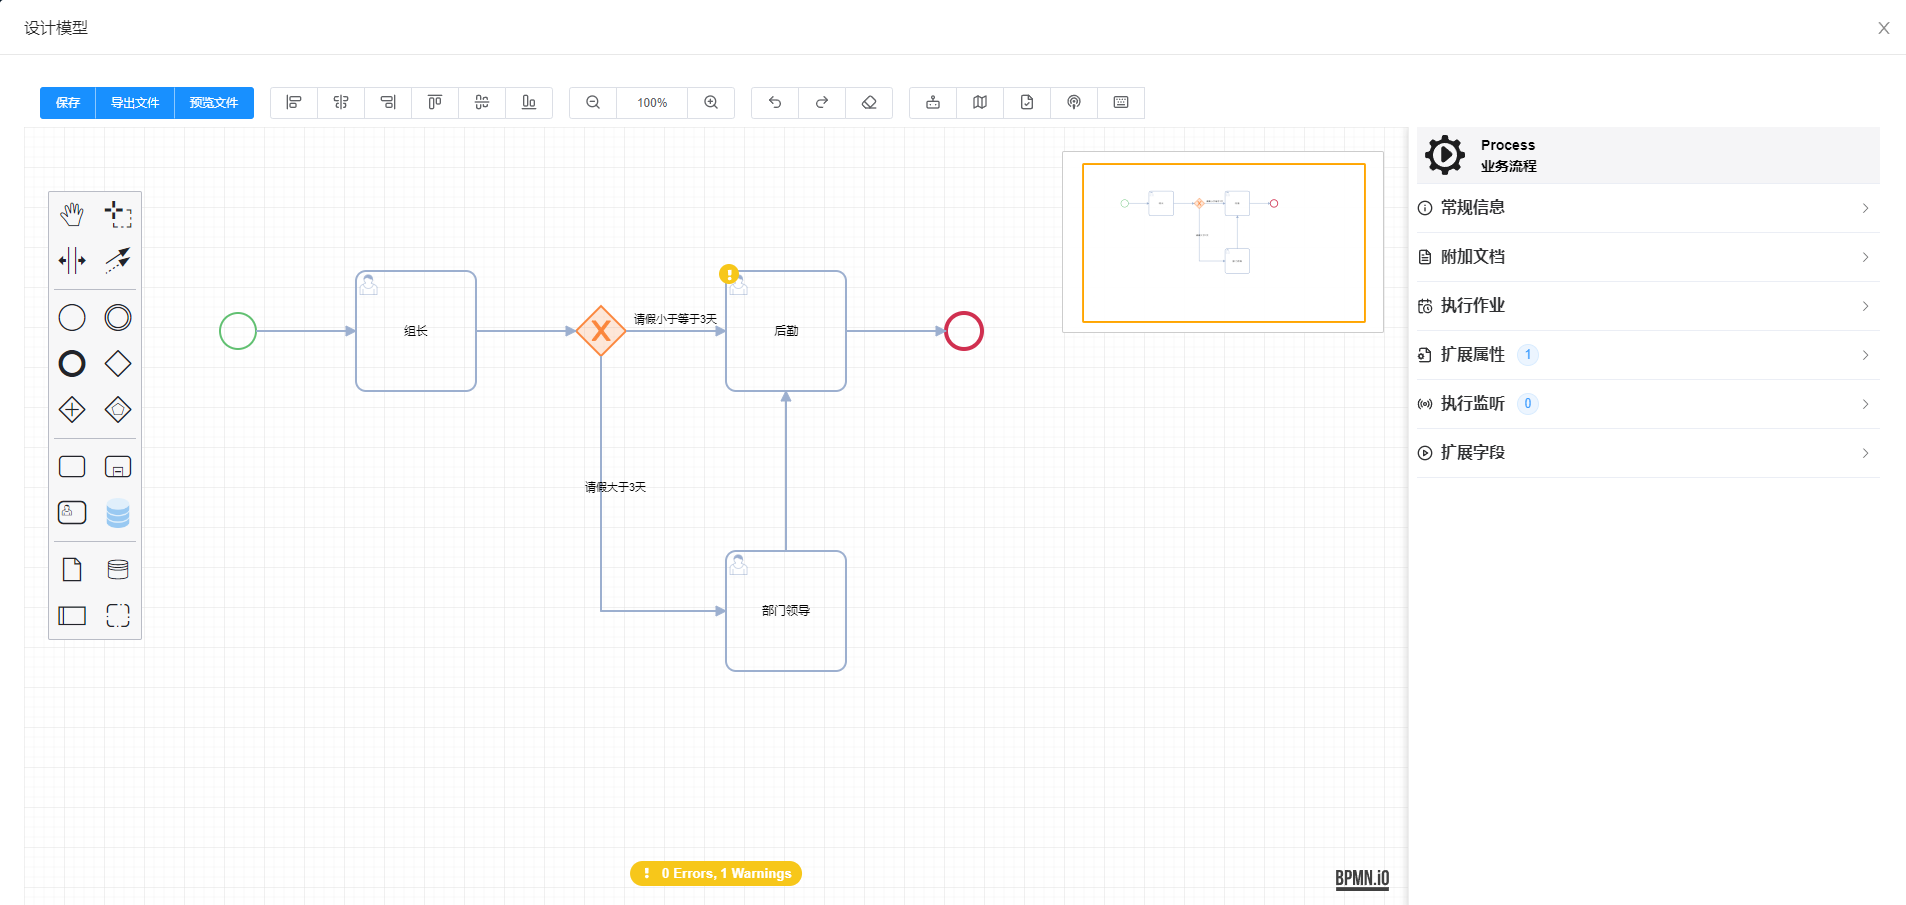 设计模型
保存 导出文件 预览文件
100%
Process
业务流程
常规信息
附加文档
执行作业
扩展属性 1
执行监听 0
扩展字段
请假小于等于3天
组长
后勤
请假大于3天
部门领导
0 Errors, 1 Warnings
BPMN.iO